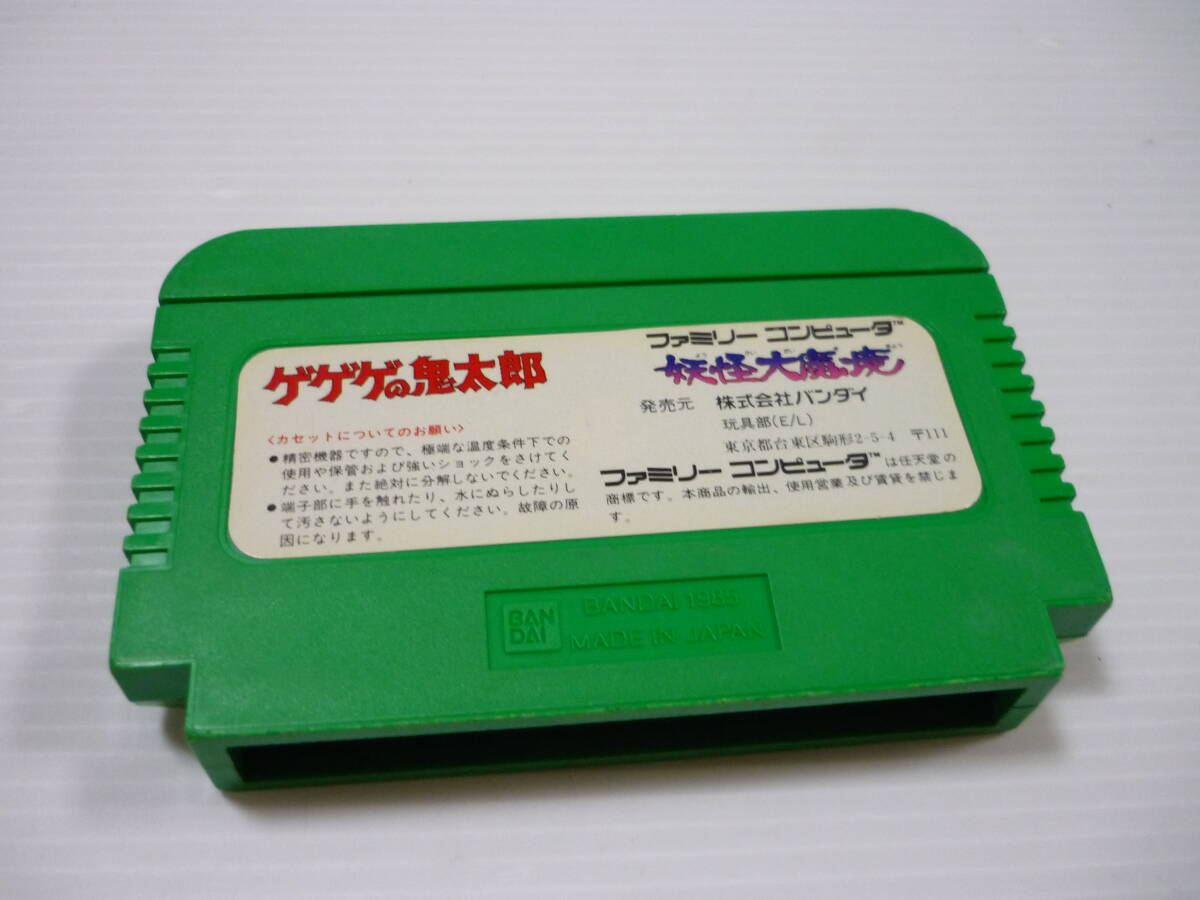 ゲゲゲの鬼太郎
<カセットについてのお願い>
●精密機器ですので、極端な温度条件下での
使用や保管および強いショックをさけてく
ださい。また絶対に分解しないでください。
●端子部に手を触れたり、水にぬらしたりし
て汚さないようにしてください。故障の原
因になります。
ファミリー コンピュータ™
妖怪大魔境
発売元 株式会社バンダイ
玩具部(E/L)
東京都台東区駒形2-5-4 〒111
ファミリー コンピュータ™は任天堂の
商標です。本商品の輸出、使用営業及び賃貸を禁じま
す。
BAN
DAI
BANDAI 1985
MADE IN JAPAN